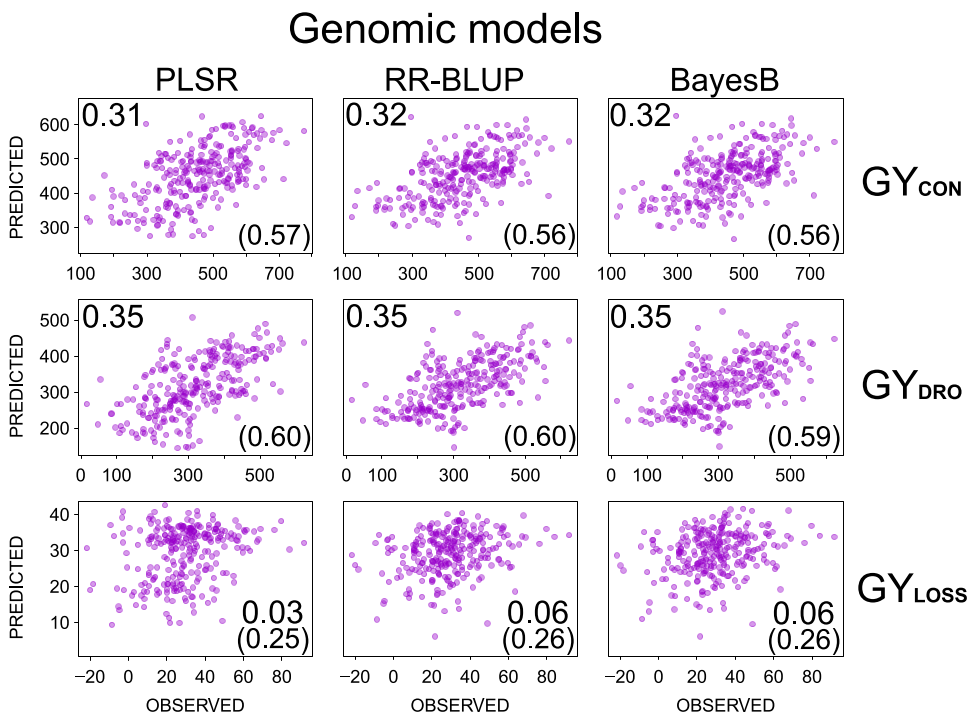 Genomic models
PLSR RR-BLUP BayesB
0.31 0.32 0.32
600
500
400
300
PREDICTED
(0.57) (0.56) (0.56)
GYCON
100 300 500 700 100 300 500 700 100 300 500 700
0.35 0.35 0.35
500
400
300
200
PREDICTED
(0.60) (0.60) (0.59)
GYDRO
0 100 300 500 0 100 300 500 0 100 300 500
40
30
20
10
PREDICTED
0.03 0.06 0.06
(0.25) (0.26) (0.26)
GYLOSS
−20 0 20 40 60 80 −20 0 20 40 60 80 −20 0 20 40 60 80
OBSERVED OBSERVED OBSERVED